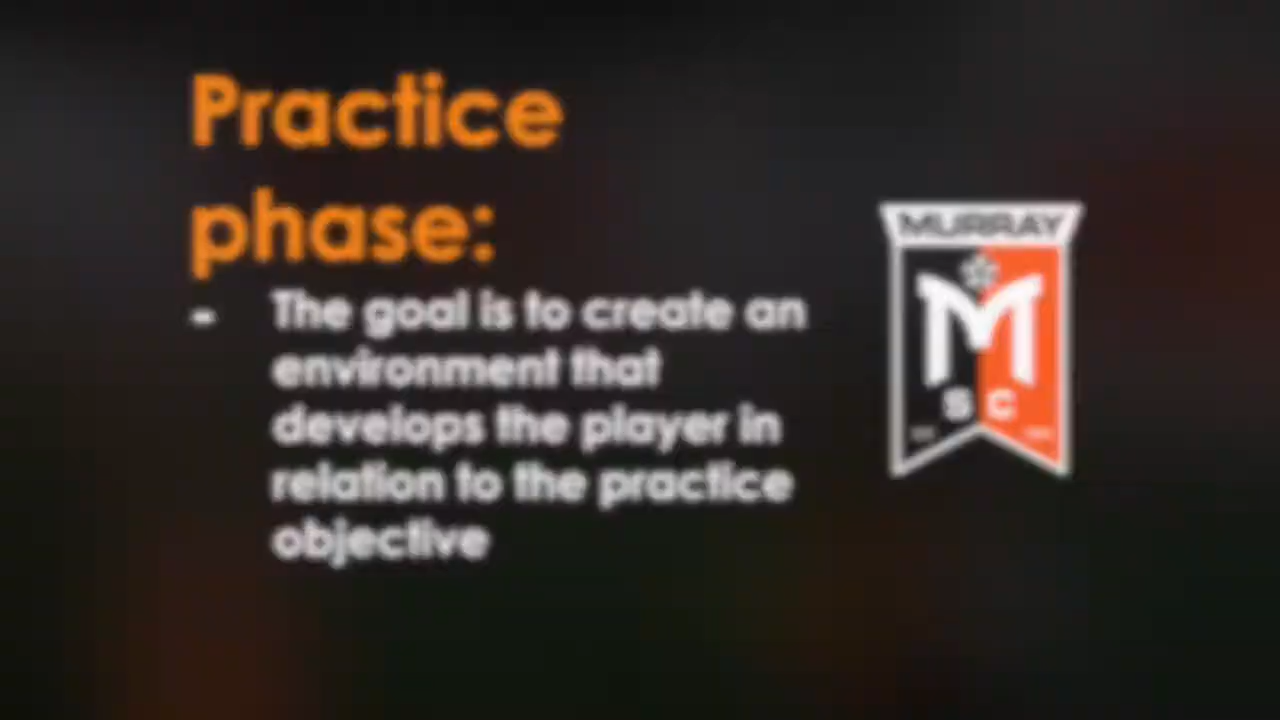 Practice
phase:
- The goal is to create an
environment that
develops the player in
relation to the practice
objective
MURRAY
M
S C